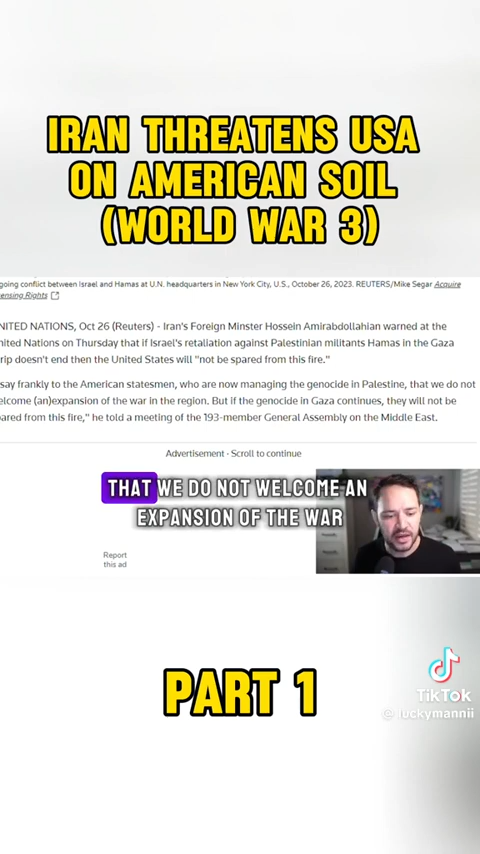 IRAN THREATENS USA
ON AMERICAN SOIL
(WORLD WAR 3)
going conflict between Israel and Hamas at U.N. headquarters in New York City, U.S., October 26, 2023. REUTERS/Mike Segar Acquire
ensing Rights
NITED NATIONS, Oct 26 (Reuters) - Iran's Foreign Minster Hossein Amirabdollahian warned at the
nited Nations on Thursday that if Israel's retaliation against Palestinian militants Hamas in the Gaza
rip doesn't end then the United States will "not be spared from this fire."
say frankly to the American statesmen, who are now managing the genocide in Palestine, that we do not
elcome (an)expansion of the war in the region. But if the genocide in Gaza continues, they will not be
ared from this fire," he told a meeting of the 193-member General Assembly on the Middle East.
Advertisement - Scroll to continue
THAT WE DO NOT WELCOME AN
EXPANSION OF THE WAR
Report
this ad
PART 1
TikTok
@luckymannii